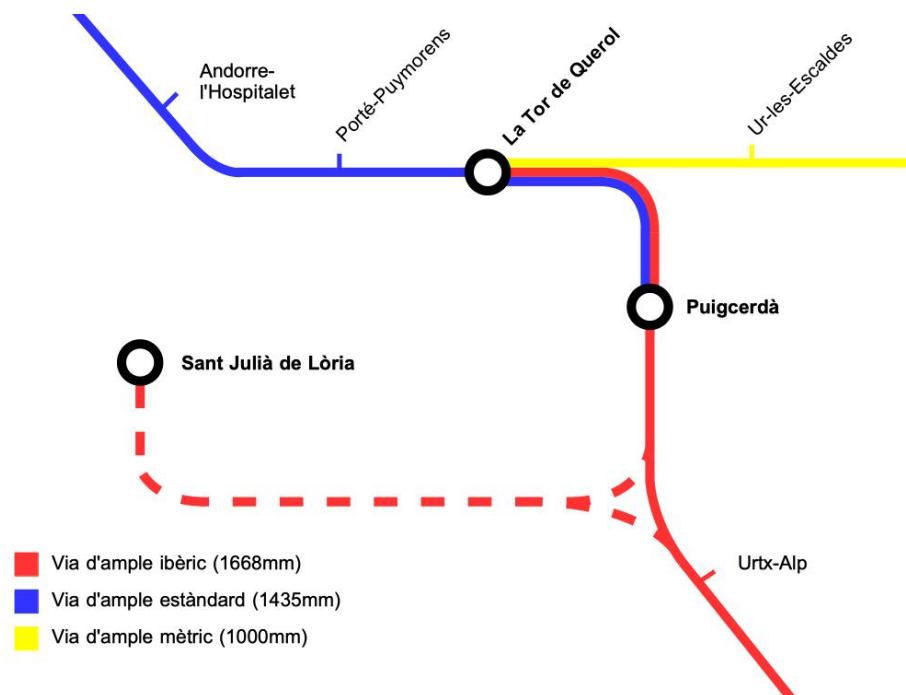 Andorre-
l'Hospitalet
Porté-Puymorens
La Tor de Querol
Ur-les-Escaldes
Puigcerdà
Sant Julià de Lòria
Urtx-Alp
Via d'ample ibèric (1668mm)
Via d'ample estàndard (1435mm)
Via d'ample mètric (1000mm)